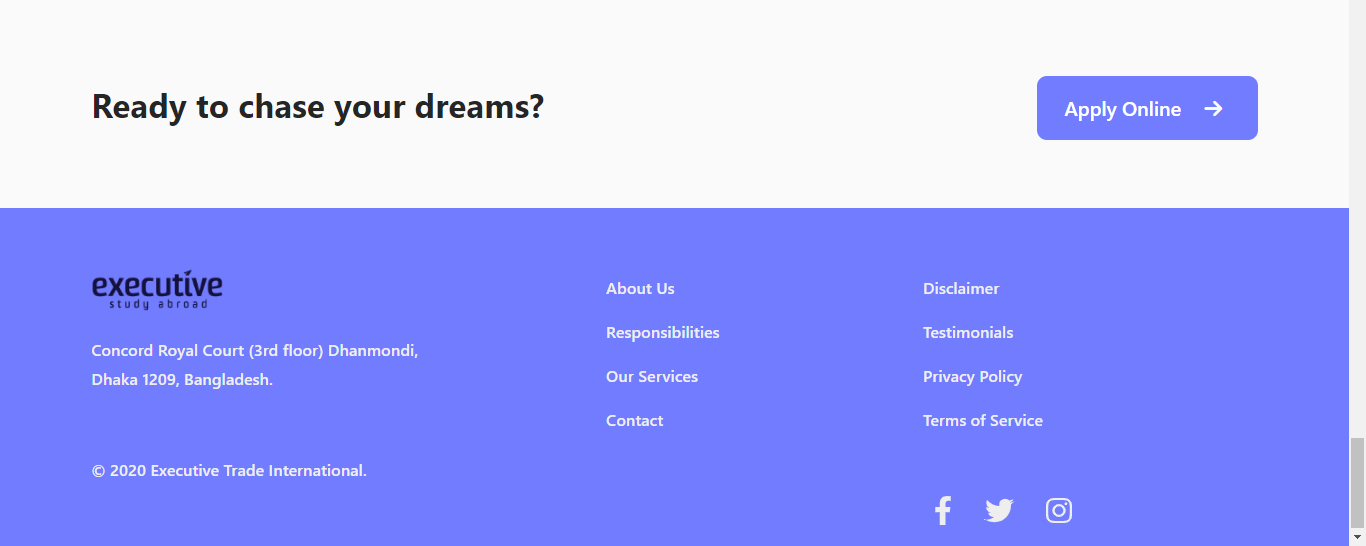 Ready to chase your dreams?
Apply Online
executive
study abroad
Concord Royal Court (3rd floor) Dhanmondi,
Dhaka 1209, Bangladesh.
© 2020 Executive Trade International.
About Us
Responsibilities
Our Services
Contact
Disclaimer
Testimonials
Privacy Policy
Terms of Service